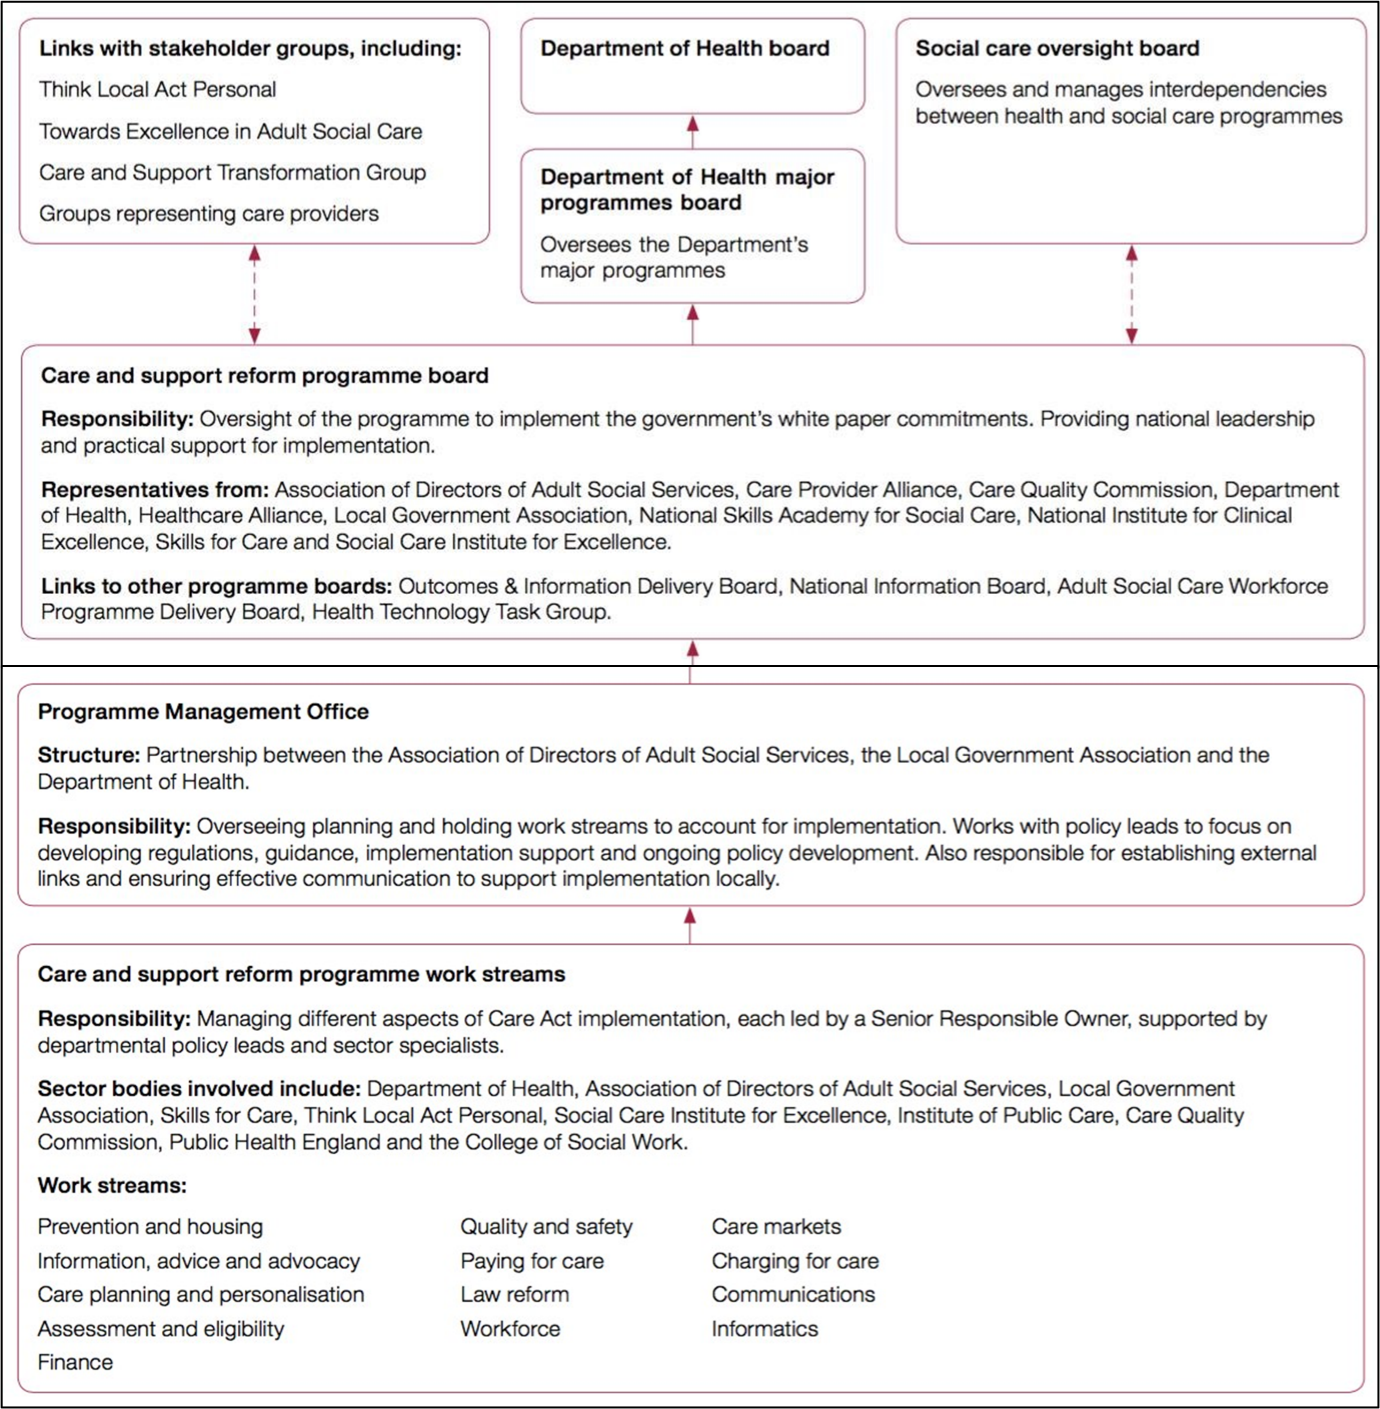 Links with stakeholder groups, including:
Think Local Act Personal
Towards Excellence in Adult Social Care
Care and Support Transformation Group
Groups representing care providers
Department of Health board
Department of Health major
programmes board
Oversees the Department’s
major programmes
Social care oversight board
Oversees and manages interdependencies
between health and social care programmes
Care and support reform programme board
Responsibility: Oversight of the programme to implement the government’s white paper commitments. Providing national leadership
and practical support for implementation.
Representatives from: Association of Directors of Adult Social Services, Care Provider Alliance, Care Quality Commission, Department
of Health, Healthcare Alliance, Local Government Association, National Skills Academy for Social Care, National Institute for Clinical
Excellence, Skills for Care and Social Care Institute for Excellence.
Links to other programme boards: Outcomes & Information Delivery Board, National Information Board, Adult Social Care Workforce
Programme Delivery Board, Health Technology Task Group.
Programme Management Office
Structure: Partnership between the Association of Directors of Adult Social Services, the Local Government Association and the
Department of Health.
Responsibility: Overseeing planning and holding work streams to account for implementation. Works with policy leads to focus on
developing regulations, guidance, implementation support and ongoing policy development. Also responsible for establishing external
links and ensuring effective communication to support implementation locally.
Care and support reform programme work streams
Responsibility: Managing different aspects of Care Act implementation, each led by a Senior Responsible Owner, supported by
departmental policy leads and sector specialists.
Sector bodies involved include: Department of Health, Association of Directors of Adult Social Services, Local Government
Association, Skills for Care, Think Local Act Personal, Social Care Institute for Excellence, Institute of Public Care, Care Quality
Commission, Public Health England and the College of Social Work.
Work streams:
Prevention and housing
Information, advice and advocacy
Care planning and personalisation
Assessment and eligibility
Finance
Quality and safety
Paying for care
Law reform
Workforce
Care markets
Charging for care
Communications
Informatics